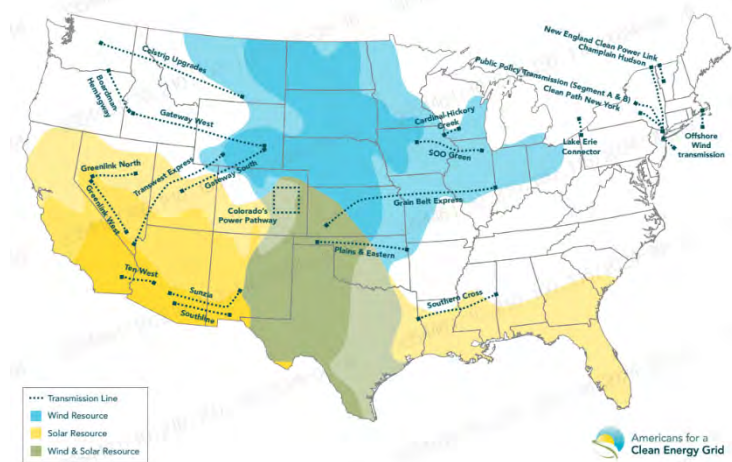 New England Clean Power Link
Champlain Hudson
Public Policy Transmission (Segment A & B)
Clean Path New York
Colstrip Upgrades
Boardman-
Hemingway
Gateway West
Cardinal-Hickory
Creek
SOO Green
Lake Erie
Connector
Offshore
Wind
transmission
Greenlink North
Transwest Express
Gateway South
Greenlink West
Colorado's
Power Pathway
Grain Belt Express
Plains & Eastern
Ten West
Sunzia
Southline
Southern Cross
Transmission Line
Wind Resource
Solar Resource
Wind & Solar Resource
Americans for a
Clean Energy Grid